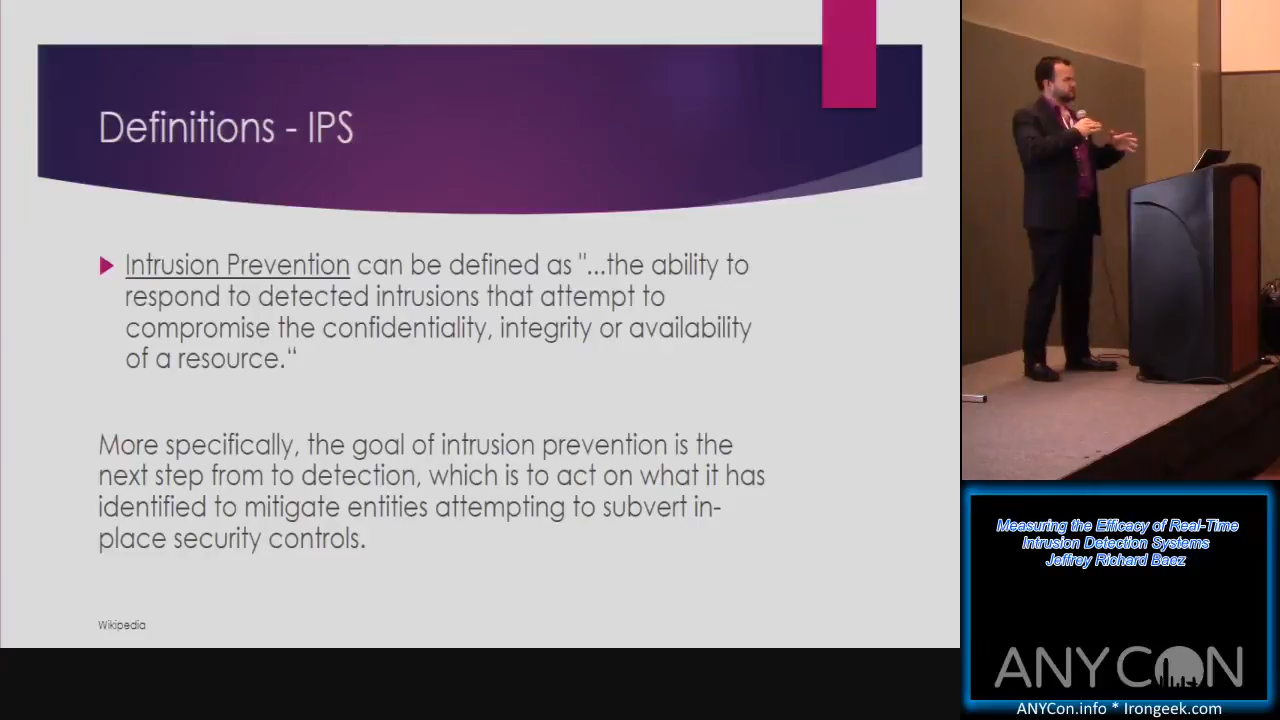 Definitions - IPS
Intrusion Prevention can be defined as "...the ability to
respond to detected intrusions that attempt to
compromise the confidentiality, integrity or availability
of a resource.“
More specifically, the goal of intrusion prevention is the
next step from to detection, which is to act on what it has
identified to mitigate entities attempting to subvert in-
place security controls.
Wikipedia
Measuring the Efficacy of Real-Time
Intrusion Detection Systems
Jeffrey Richard Baez
ANYCON
ANYCon.info * Irongeek.com